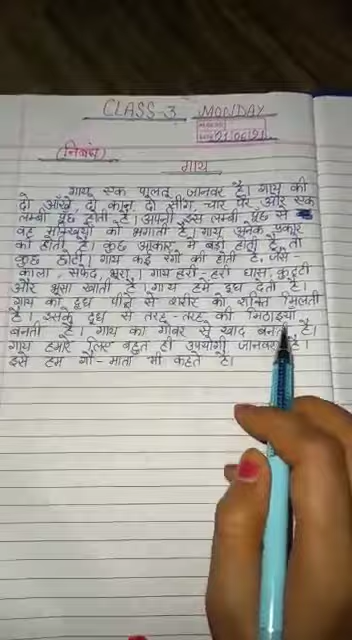 CLASS-3 MONDAY
(निबंध)
गाय
गाय एक पालतू जानवर है। गाय की
दो आँखें, दो कान, दो सींग, चार पैर और एक
लम्बी पूँछ होती है। अपनी इस लम्बी पूँछ से
वह मक्खियों को भगाती है। गाय अनेक प्रकार
की होती है। कुछ आकार में बड़ी होती है, तो
कुछ छोटी। गाय कई रंगों की होती है, जैसे-
काला, सफेद, भूरा। गाय हरी-हरी घास, कुट्टी
और भूसा खाती है। गाय हमें दूध देती है।
गाय का दूध पीने से शरीर को शक्ति मिलती
है। इसके दूध से तरह-तरह की मिठाइयाँ
बनती है। गाय का गोबर से खाद बनता है।
गाय हमारे लिए बहुत ही उपयोगी जानवर है।
इसे हम गौ-माता भी कहते है।